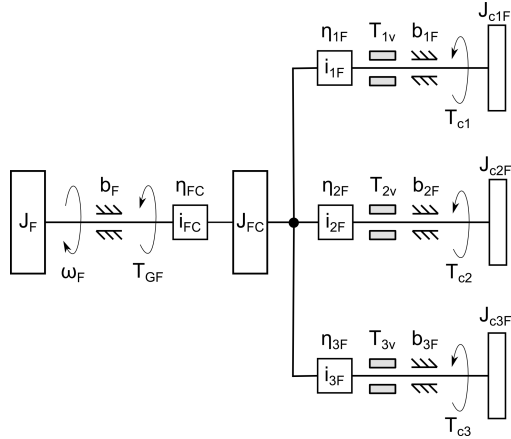 J_c1F
η_1F T_1v b_1F
i_1F
T_c1
J_c2F
b_F η_FC η_2F T_2v b_2F
J_F i_FC J_FC i_2F
ω_F T_GF T_c2
J_c3F
η_3F T_3v b_3F
i_3F
T_c3